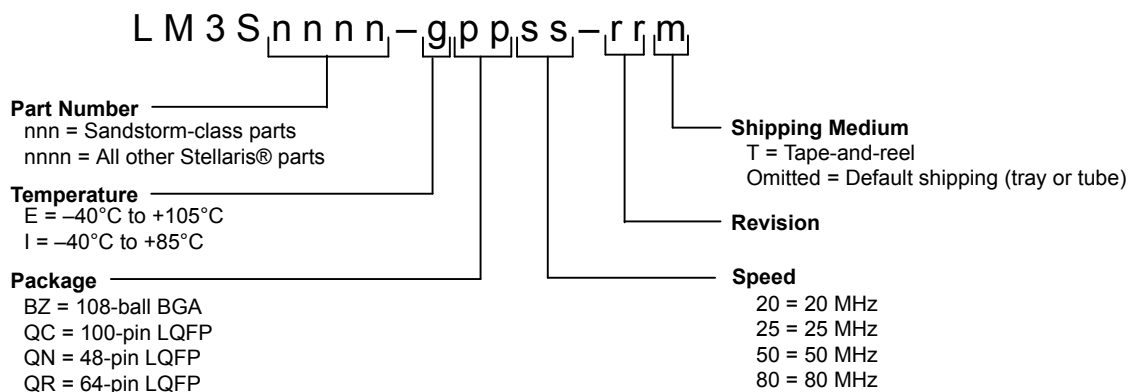 LM3Snnnn–gppss–rrm
Part Number
nnn = Sandstorm-class parts
nnnn = All other Stellaris® parts
Temperature
E = –40°C to +105°C
I = –40°C to +85°C
Package
BZ = 108-ball BGA
QC = 100-pin LQFP
QN = 48-pin LQFP
QR = 64-pin LQFP
Shipping Medium
T = Tape-and-reel
Omitted = Default shipping (tray or tube)
Revision
Speed
20 = 20 MHz
25 = 25 MHz
50 = 50 MHz
80 = 80 MHz